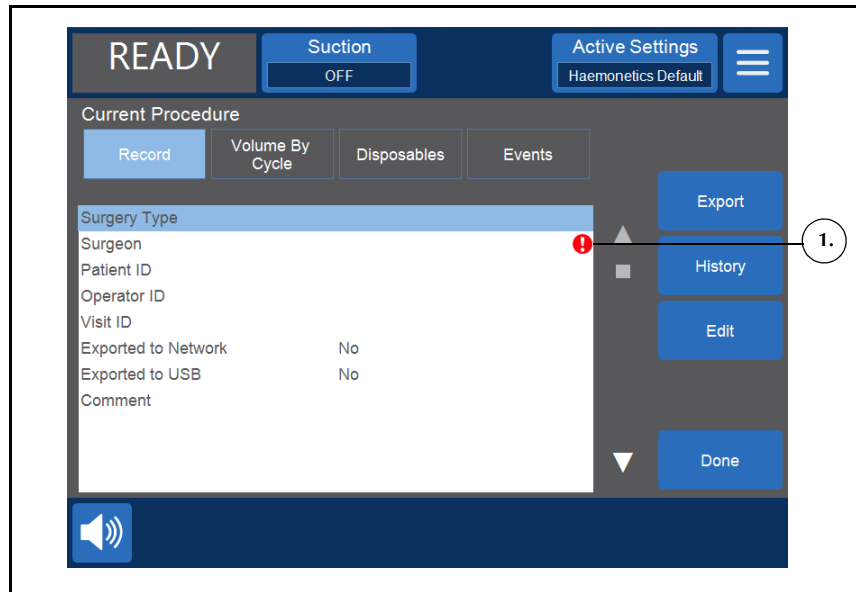 READY
Suction
OFF
Active Settings
Haemonetics Default
Current Procedure
Record
Volume By
Cycle
Disposables
Events
Surgery Type
Surgeon
Patient ID
Operator ID
Visit ID
Exported to Network No
Exported to USB No
Comment
Export
History
Edit
Done
1.